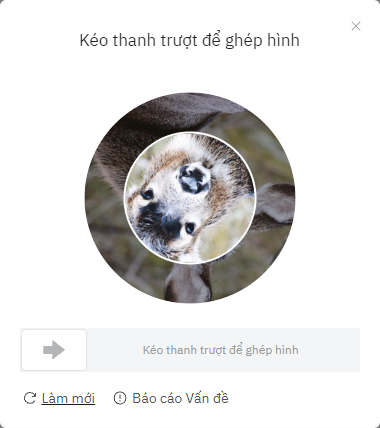 Kéo thanh trượt để ghép hình
Kéo thanh trượt để ghép hình
Làm mới
Báo cáo Vấn đề